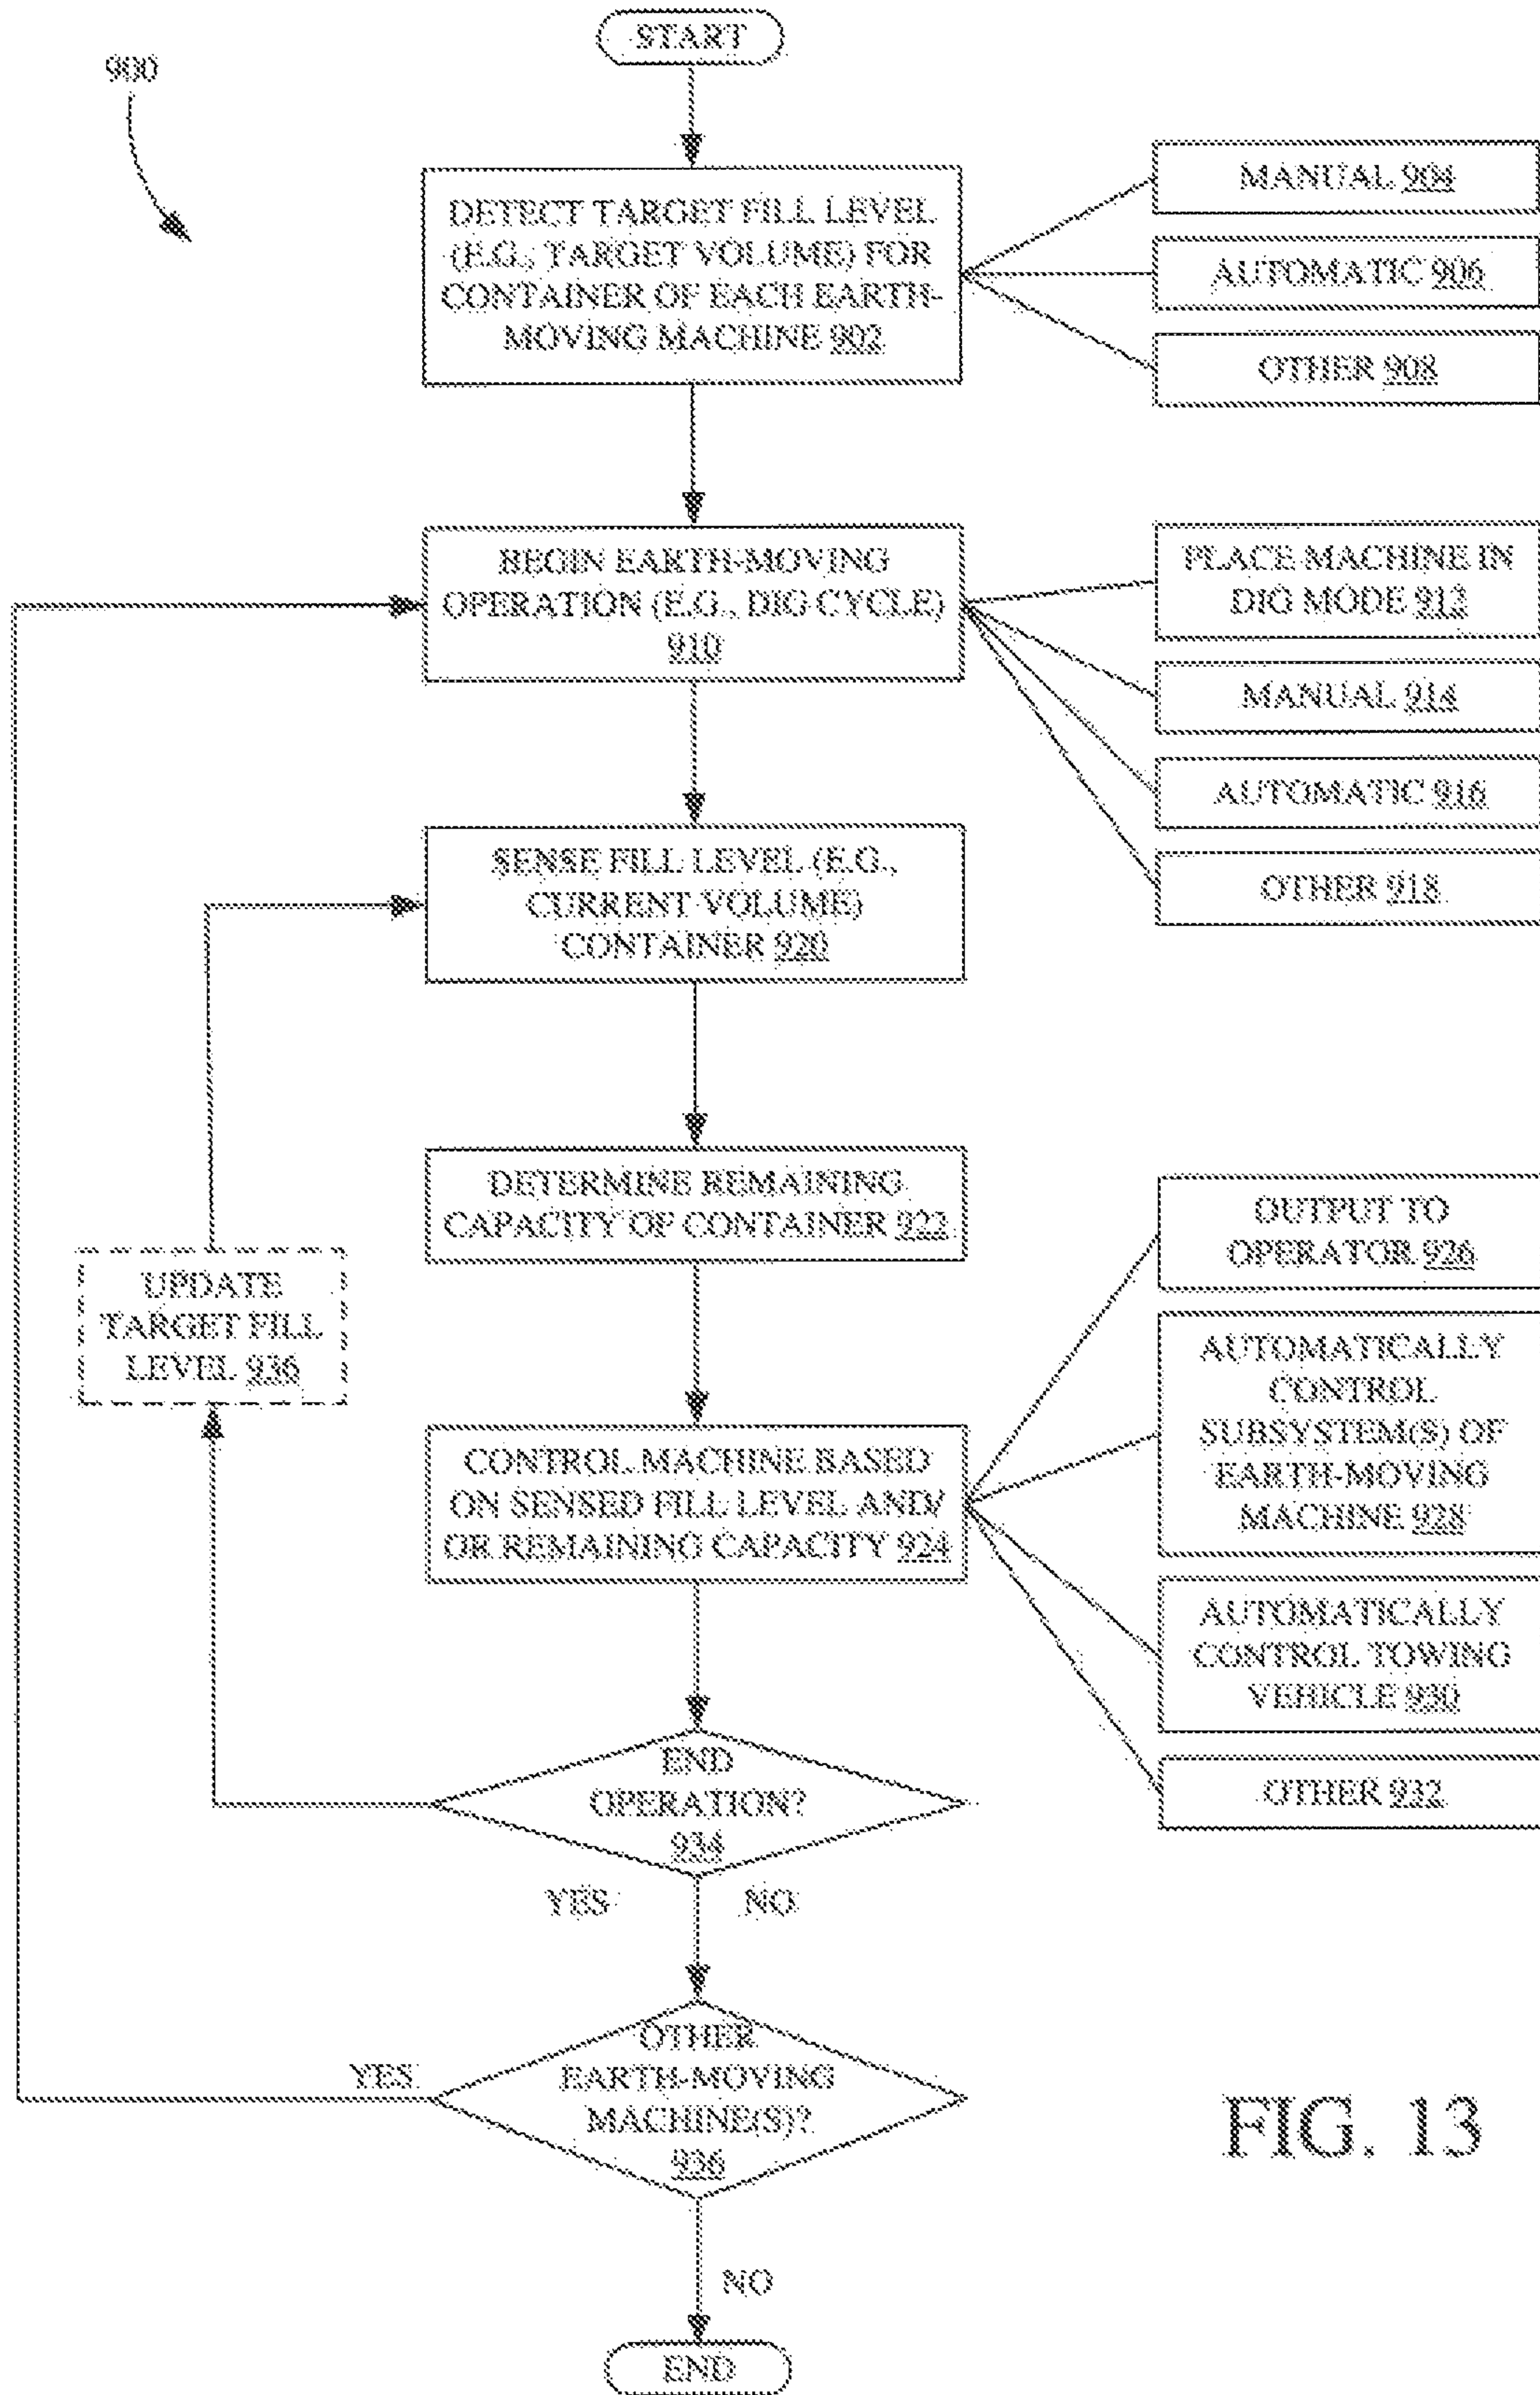 START
900
DETECT TARGET FILL LEVEL
(E.G., TARGET VOLUME) FOR
CONTAINER OF EACH EARTH-
MOVING MACHINE 902
MANUAL 904
AUTOMATIC 906
OTHER 908
BEGIN EARTH-MOVING
OPERATION (E.G., DIG CYCLE)
910
PLACE MACHINE IN
DIG MODE 912
MANUAL 914
AUTOMATIC 916
OTHER 918
SENSE FILL LEVEL (E.G.,
CURRENT VOLUME)
CONTAINER 920
DETERMINE REMAINING
CAPACITY OF CONTAINER 922
UPDATE
TARGET FILL
LEVEL 936
CONTROL MACHINE BASED
ON SENSED FILL LEVEL AND/
OR REMAINING CAPACITY 924
OUTPUT TO
OPERATOR 926
AUTOMATICALLY
CONTROL
SUBSYSTEM(S) OF
EARTH-MOVING
MACHINE 928
AUTOMATICALLY
CONTROL TOWING
VEHICLE 930
OTHER 932
END
OPERATION?
934
YES
NO
OTHER
EARTH-MOVING
MACHINE(S)?
936
YES
NO
END
FIG. 13